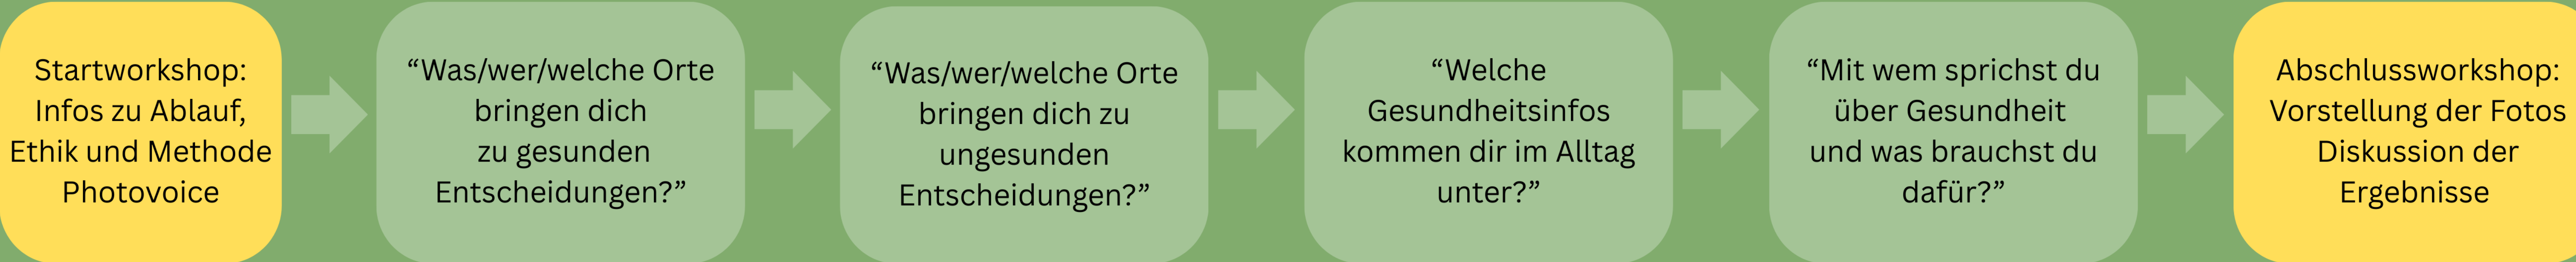 Startworkshop:
Infos zu Ablauf,
Ethik und Methode
Photovoice
“Was/wer/welche Orte
bringen dich
zu gesunden
Entscheidungen?”
“Was/wer/welche Orte
bringen dich zu
ungesunden
Entscheidungen?”
“Welche
Gesundheitsinfos
kommen dir im Alltag
unter?”
“Mit wem sprichst du
über Gesundheit
und was brauchst du
dafür?”
Abschlussworkshop:
Vorstellung der Fotos
Diskussion der
Ergebnisse